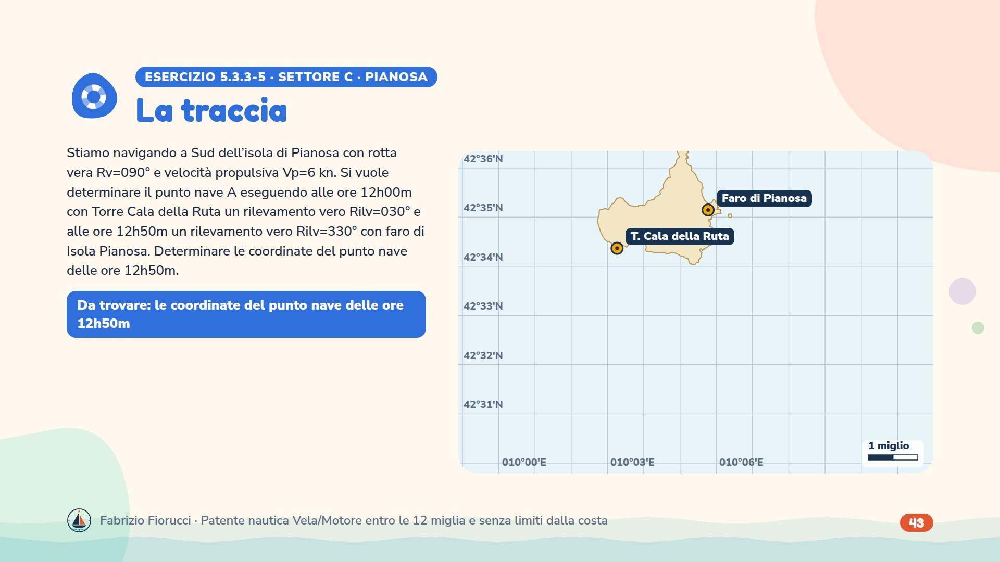 ESERCIZIO 5.3.3-5 · SETTORE C · PIANOSA
La traccia
Stiamo navigando a Sud dell’isola di Pianosa con rotta
vera Rv=090° e velocità propulsiva Vp=6 kn. Si vuole
determinare il punto nave A eseguendo alle ore 12h00m
con Torre Cala della Ruta un rilevamento vero Rilv=030° e
alle ore 12h50m un rilevamento vero Rilv=330° con faro di
Isola Pianosa. Determinare le coordinate del punto nave
delle ore 12h50m.
Da trovare: le coordinate del punto nave delle ore
12h50m
42°36'N
Faro di Pianosa
42°35'N
T. Cala della Ruta
42°34'N
42°33'N
42°32'N
42°31'N
1 miglio
010°00'E
010°03'E
010°06'E
Fabrizio Fiorucci · Patente nautica Vela/Motore entro le 12 miglia e senza limiti dalla costa
43